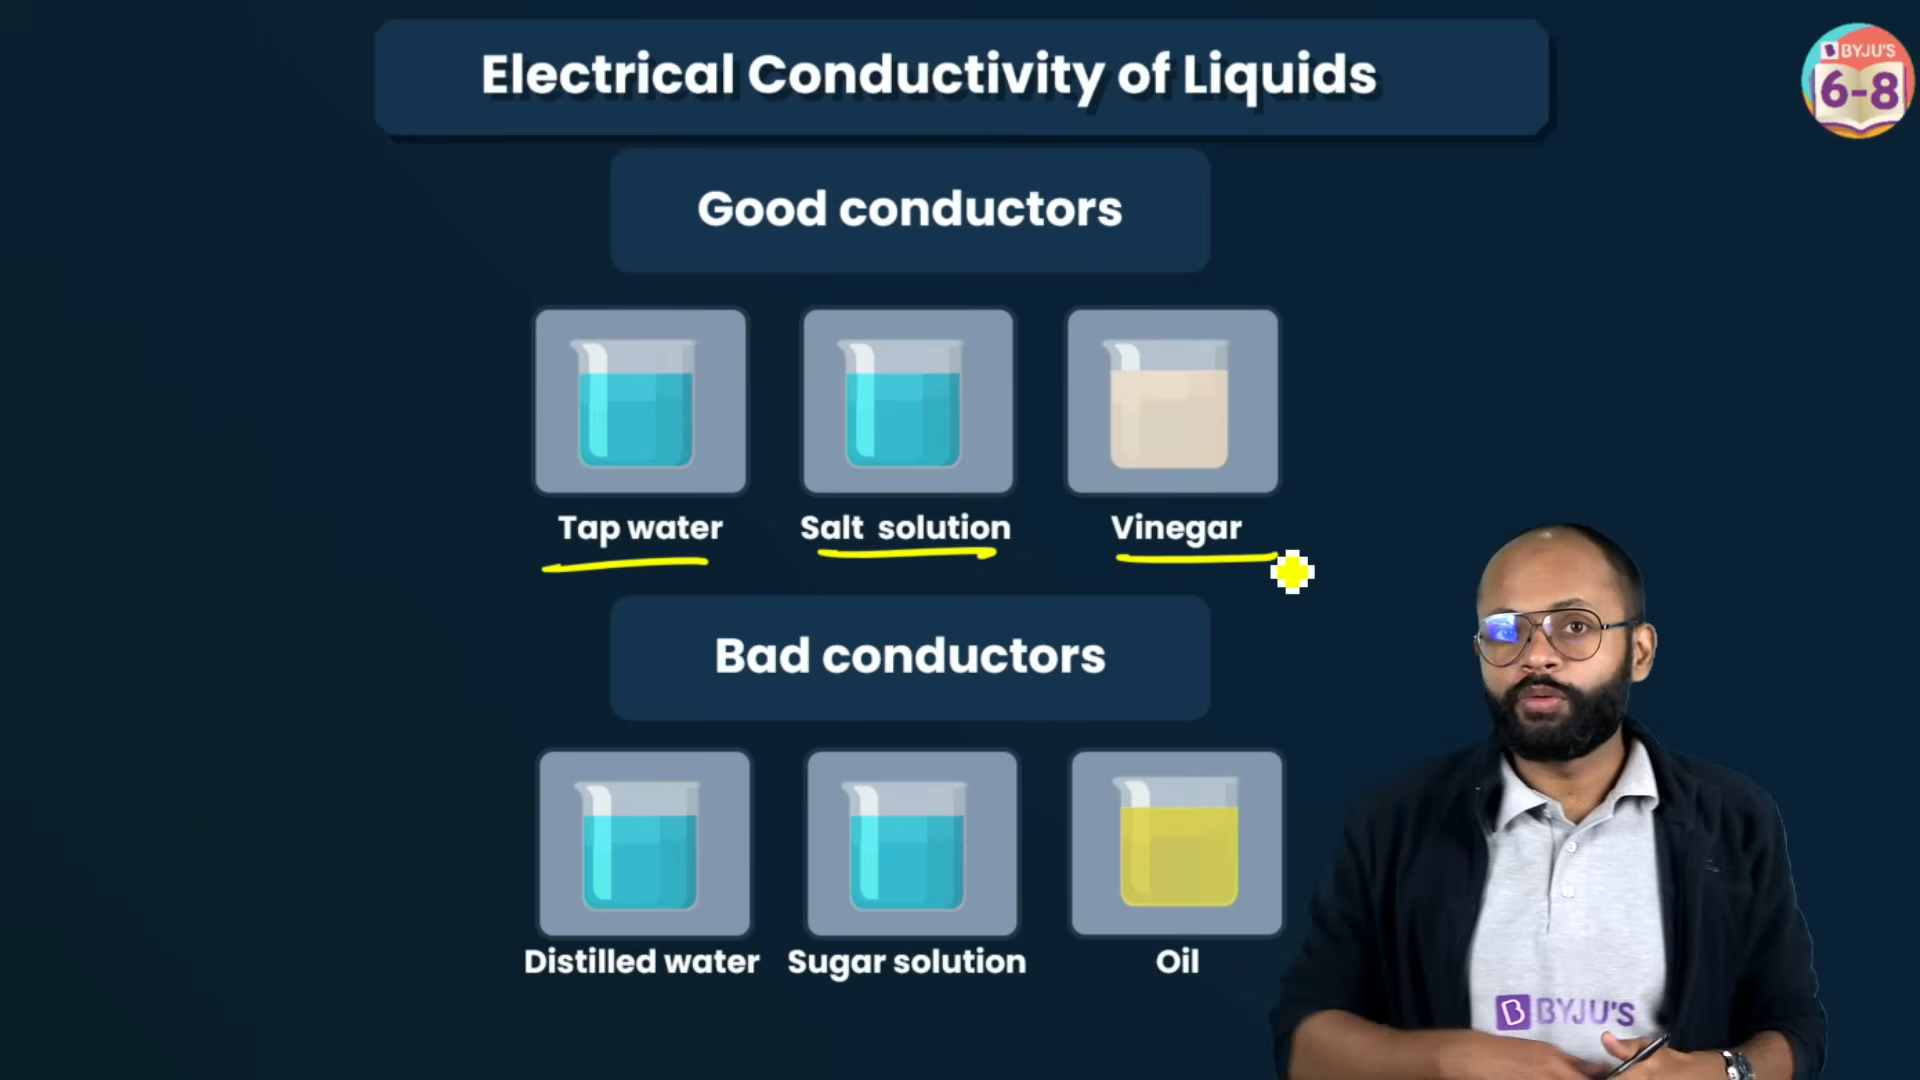 Electrical Conductivity of Liquids
BYJU'S
6-8
Good conductors
Tap water
Salt solution
Vinegar
Bad conductors
Distilled water
Sugar solution
Oil
B BYJU'S